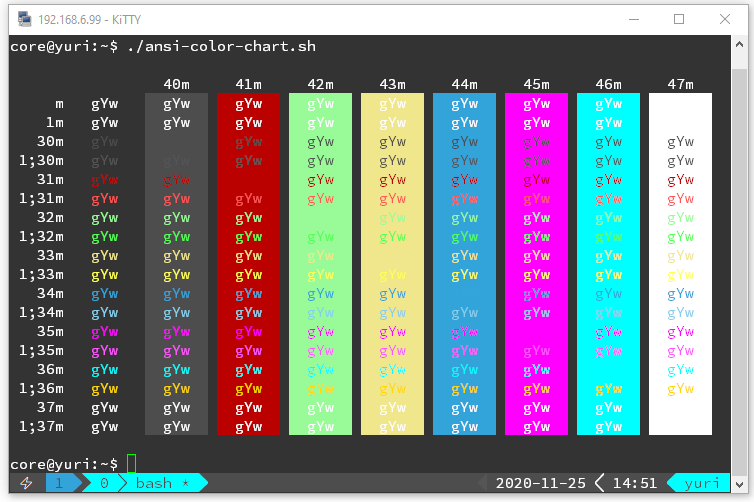 192.168.6.99 - KiTTY
core@yuri:~$ ./ansi-color-chart.sh
40m 41m 42m 43m 44m 45m 46m 47m
m gYw gYw gYw gYw gYw gYw gYw gYw
1m gYw gYw gYw gYw gYw gYw gYw gYw
30m gYw gYw gYw gYw gYw gYw gYw gYw
1;30m gYw gYw gYw gYw gYw gYw gYw gYw gYw
31m gYw gYw gYw gYw gYw gYw gYw gYw
1;31m gYw gYw gYw gYw gYw gYw gYw gYw gYw
32m gYw gYw gYw gYw gYw gYw gYw gYw
1;32m gYw gYw gYw gYw gYw gYw gYw gYw gYw
33m gYw gYw gYw gYw gYw gYw gYw gYw
1;33m gYw gYw gYw gYw gYw gYw gYw gYw gYw
34m gYw gYw gYw gYw gYw gYw gYw gYw
1;34m gYw gYw gYw gYw gYw gYw gYw gYw gYw
35m gYw gYw gYw gYw gYw gYw gYw gYw
1;35m gYw gYw gYw gYw gYw gYw gYw gYw gYw
36m gYw gYw gYw gYw gYw gYw gYw gYw
1;36m gYw gYw gYw gYw gYw gYw gYw gYw gYw
37m gYw gYw gYw gYw gYw gYw gYw gYw
1;37m gYw gYw gYw gYw gYw gYw gYw gYw
core@yuri:~$
1 0 bash * 2020-11-25 14:51 yuri